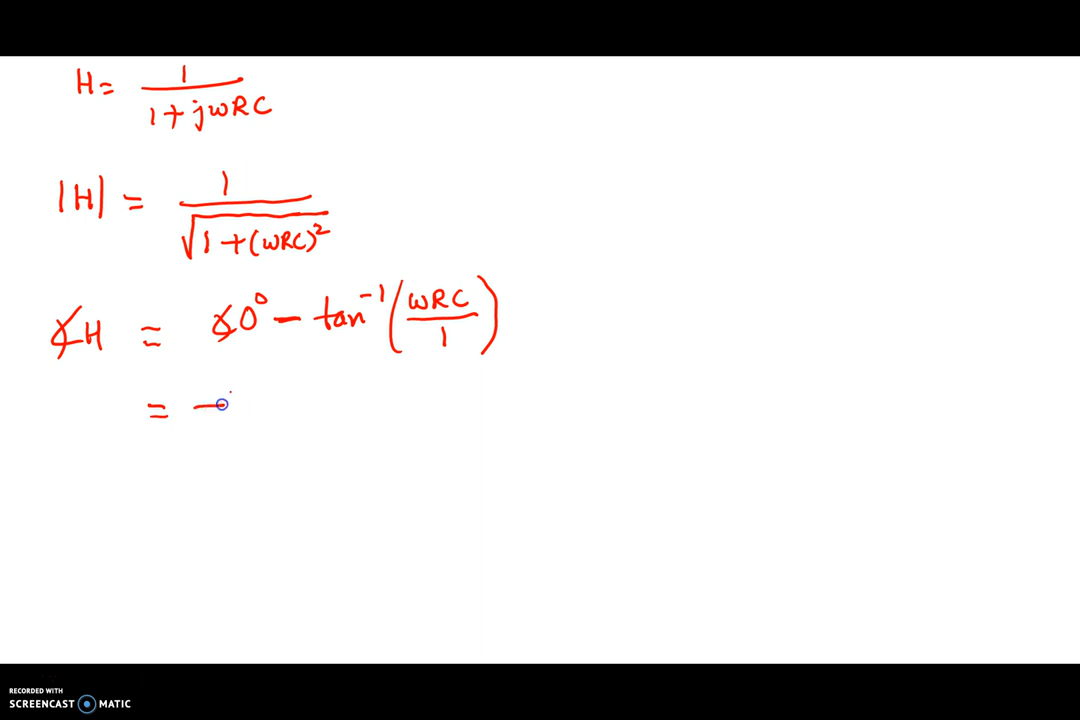 H = 1 / (1 + jωRC)
|H| = 1 / √(1 + (ωRC)²)
∡H = ∡0° − tan⁻¹(ωRC / 1)
= −
RECORDED WITH
SCREENCAST MATIC